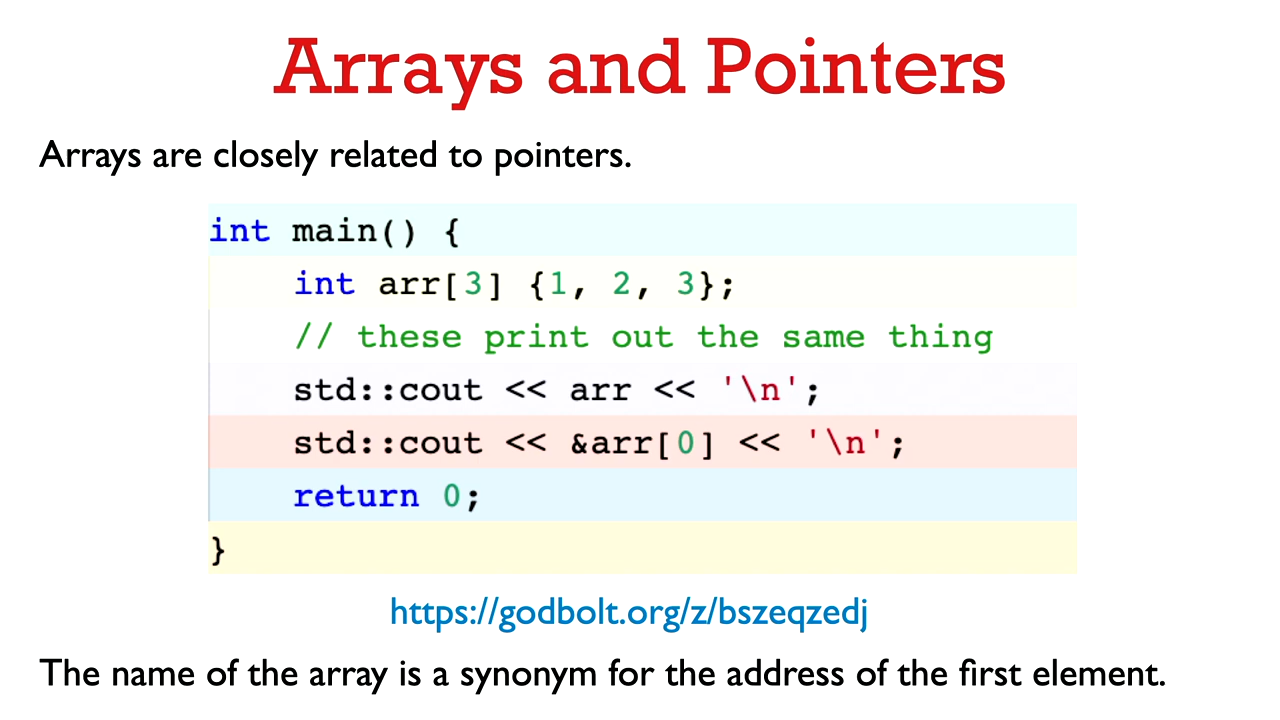 Arrays and Pointers
Arrays are closely related to pointers.
int main() {
    int arr[3] {1, 2, 3};
    // these print out the same thing
    std::cout << arr << '\n';
    std::cout << &arr[0] << '\n';
    return 0;
}
https://godbolt.org/z/bszeqzedj
The name of the array is a synonym for the address of the first element.